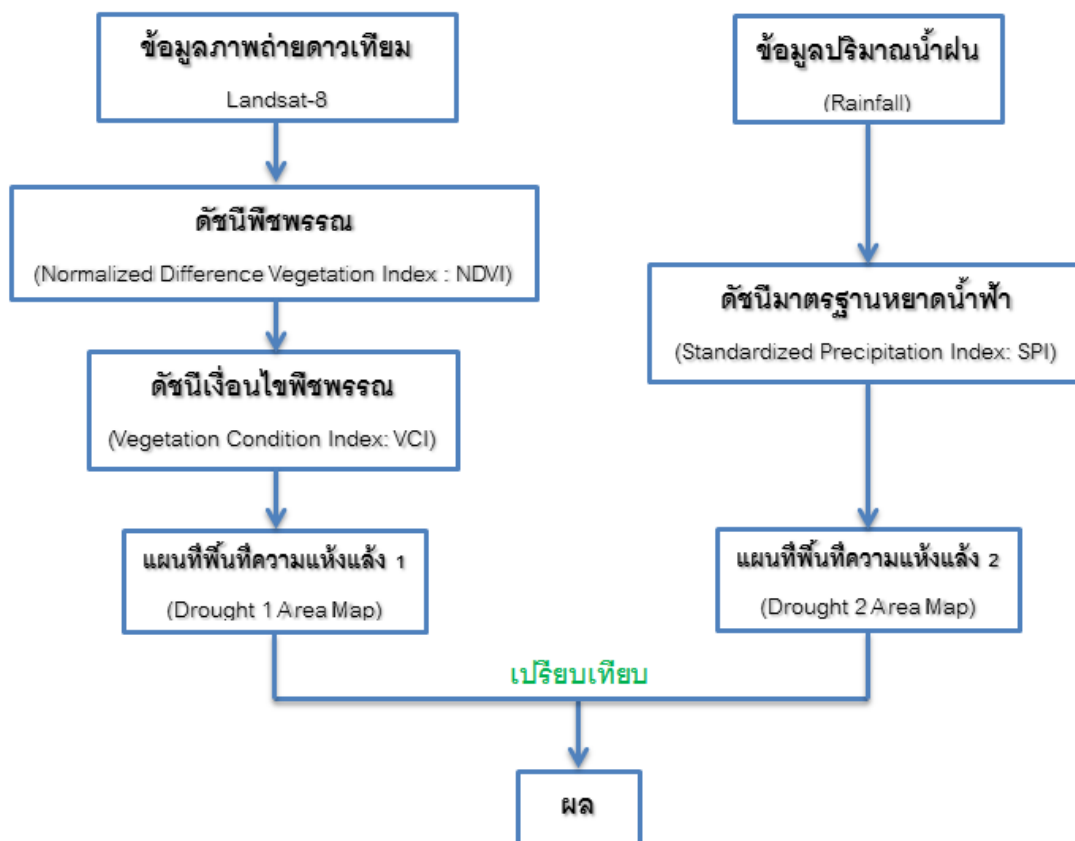 ข้อมูลภาพถ่ายดาวเทียม
Landsat-8
ดัชนีพืชพรรณ
(Normalized Difference Vegetation Index : NDVI)
ดัชนีเงื่อนไขพืชพรรณ
(Vegetation Condition Index: VCI)
แผนที่พื้นที่ความแห้งแล้ง 1
(Drought 1 Area Map)
ข้อมูลปริมาณน้ำฝน
(Rainfall)
ดัชนีมาตรฐานหยาดน้ำฟ้า
(Standardized Precipitation Index: SPI)
แผนที่พื้นที่ความแห้งแล้ง 2
(Drought 2 Area Map)
เปรียบเทียบ
ผล